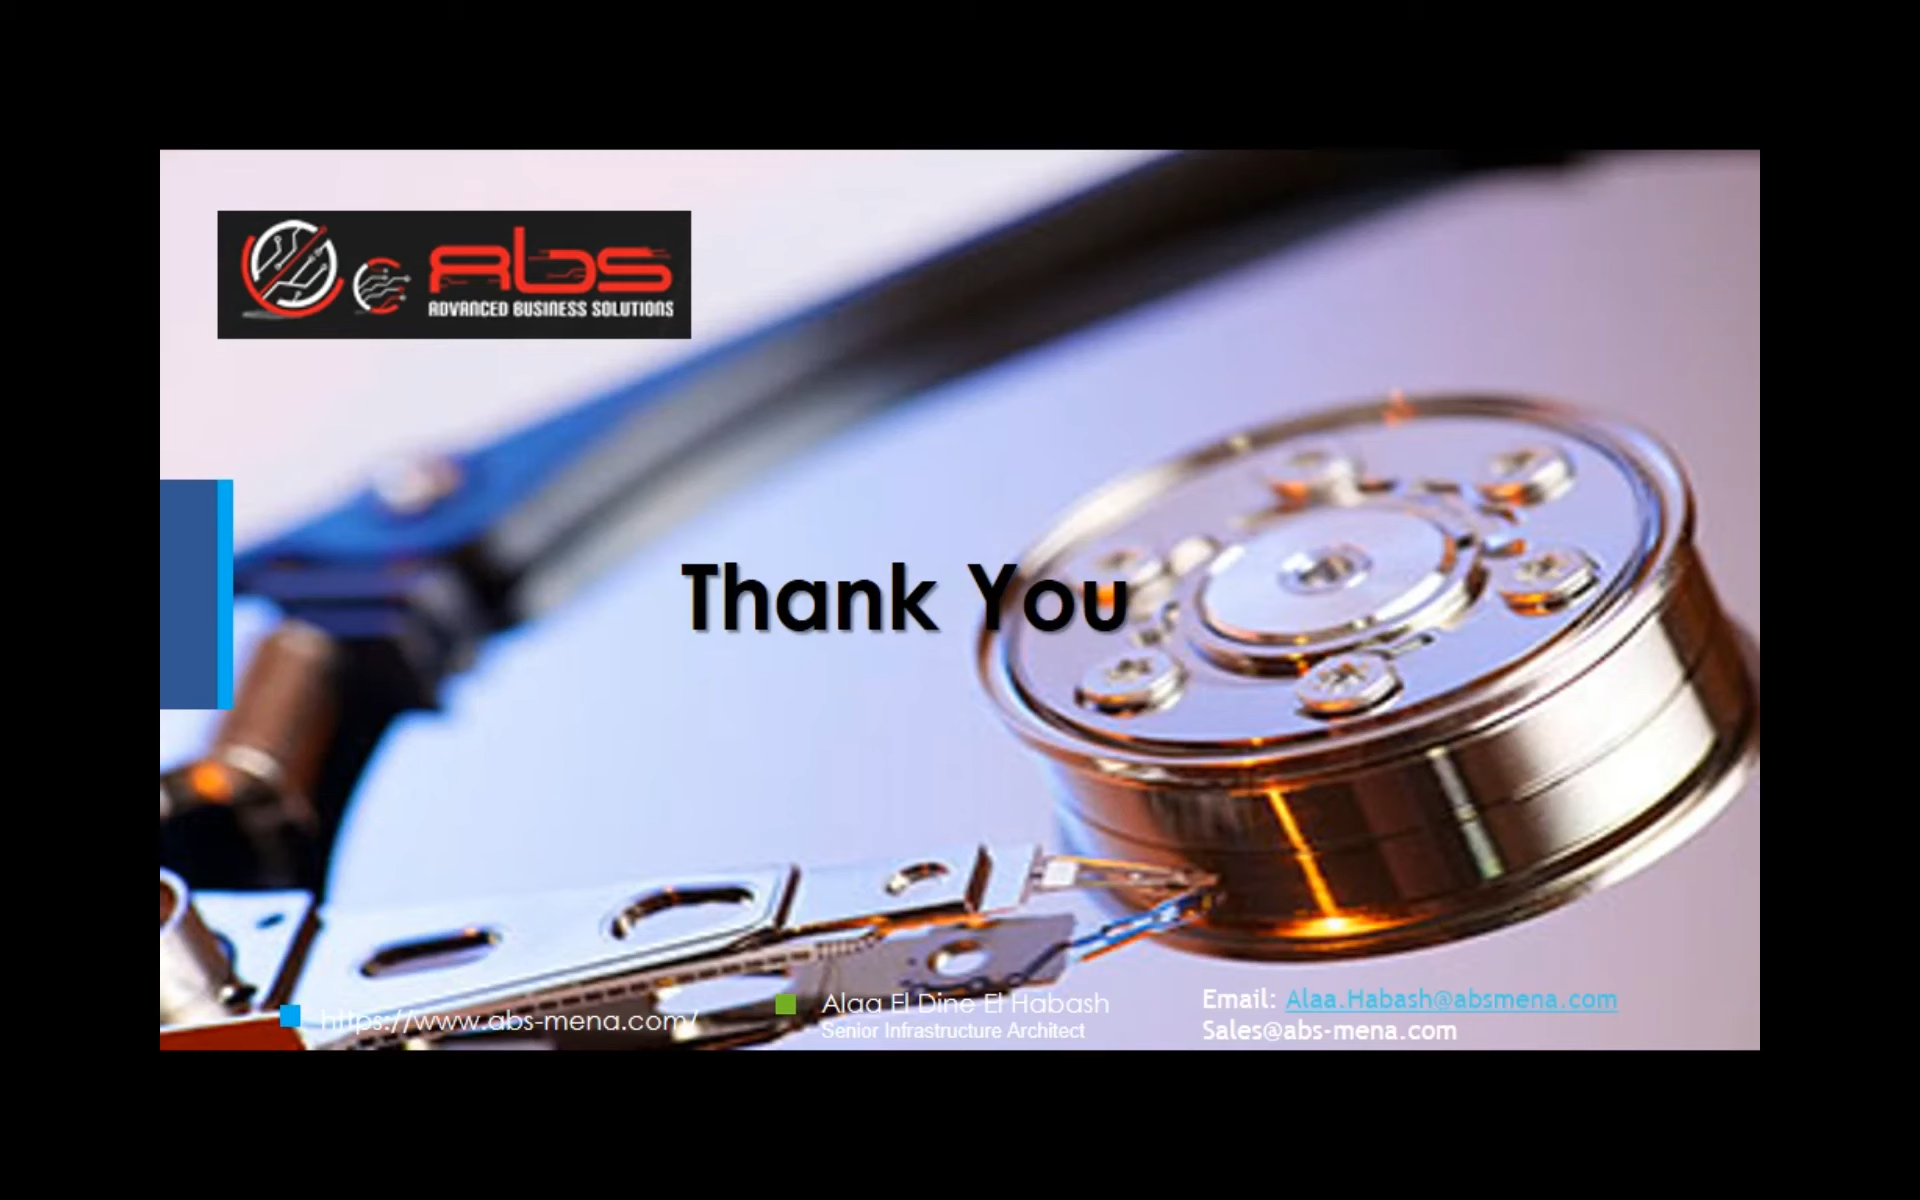 Abs
ADVANCED BUSINESS SOLUTIONS
Thank You
https://www.abs-mena.com/
Alaa El Dine El Habash
Senior Infrastructure Architect
Email: Alaa.Habash@absmena.com
Sales@abs-mena.com